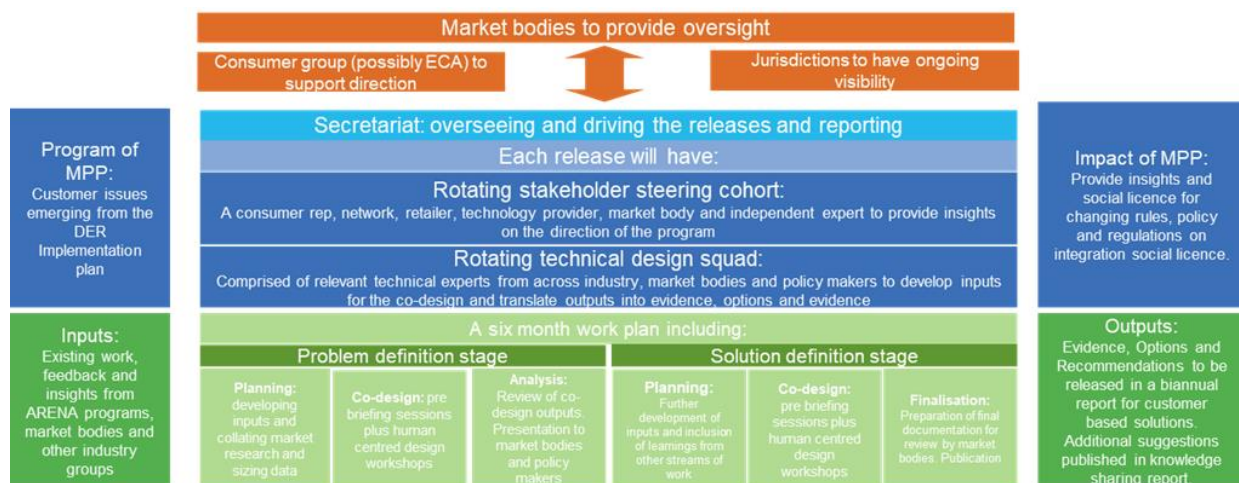 Market bodies to provide oversight
Consumer group (possibly ECA) to
support direction
Jurisdictions to have ongoing
visibility
Program of
MPP:
Customer issues
emerging from the
DER
Implementation
plan
Secretariat: overseeing and driving the releases and reporting
Each release will have:
Rotating stakeholder steering cohort:
A consumer rep, network, retailer, technology provider, market body and independent expert to provide insights
on the direction of the program
Rotating technical design squad:
Comprised of relevant technical experts from across industry, market bodies and policy makers to develop inputs
for the co-design and translate outputs into evidence, options and evidence
Impact of MPP:
Provide insights and
social licence for
changing rules, policy
and regulations on
integration social licence.
Inputs:
Existing work,
feedback and
insights from
ARENA programs,
market bodies and
other industry
groups
A six month work plan including:
Problem definition stage
Planning:
developing
inputs and
collating market
research and
sizing data
Co-design: pre
briefing sessions
plus human
centred design
workshops
Analysis:
Review of co-
design outputs.
Presentation to
market bodies
and policy
makers
Solution definition stage
Planning:
Further
development of
inputs and inclusion
of learnings from
other streams of
work
Co-design: pre
briefing sessions
plus human
centred design
workshops
Finalisation:
Preparation of final
documentation for
review by market
bodies. Publication
Outputs:
Evidence, Options and
Recommendations to be
released in a biannual
report for customer
based solutions.
Additional suggestions
published in knowledge
sharing report